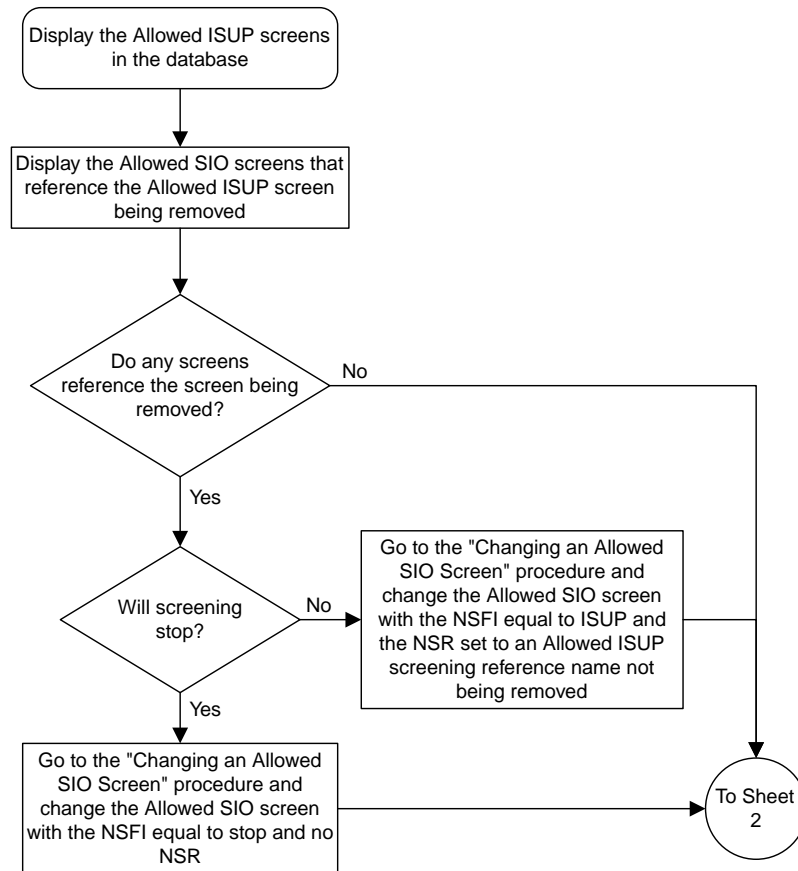 Display the Allowed ISUP screens
in the database
Display the Allowed SIO screens that
reference the Allowed ISUP screen
being removed
Do any screens
reference the screen being
removed?
No
Yes
Will screening
stop?
No
Go to the "Changing an Allowed
SIO Screen" procedure and
change the Allowed SIO screen
with the NSFI equal to ISUP and
the NSR set to an Allowed ISUP
screening reference name not
being removed
Yes
Go to the "Changing an Allowed
SIO Screen" procedure and
change the Allowed SIO screen
with the NSFI equal to stop and no
NSR
To Sheet
2